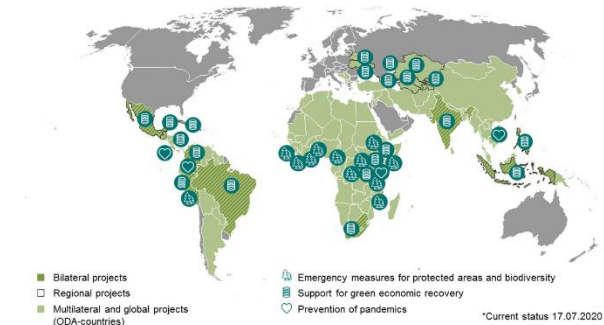 Bilateral projects
Regional projects
Multilateral and global projects
(ODA-countries)
Emergency measures for protected areas and biodiversity
Support for green economic recovery
Prevention of pandemics
*Current status 17.07.2020